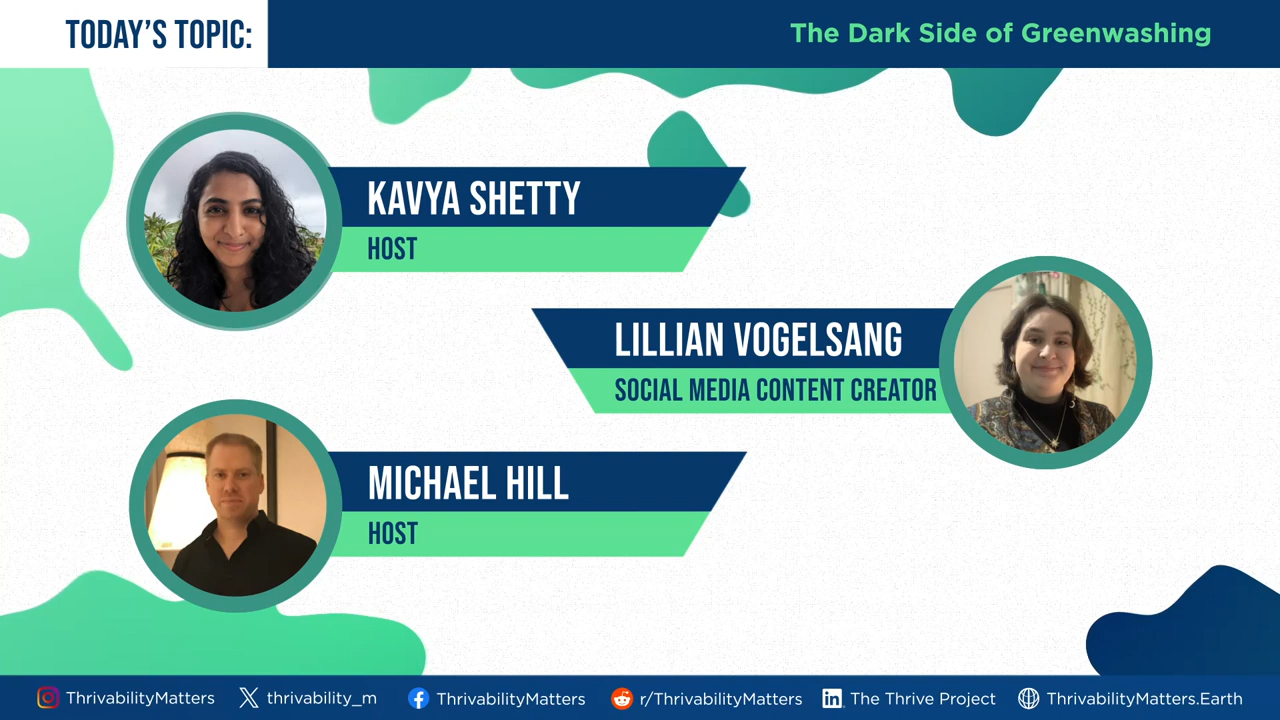 TODAY'S TOPIC:
The Dark Side of Greenwashing
KAVYA SHETTY
HOST
LILLIAN VOGELSANG
SOCIAL MEDIA CONTENT CREATOR
MICHAEL HILL
HOST
ThrivabilityMatters thrivability_m ThrivabilityMatters r/ThrivabilityMatters The Thrive Project ThrivabilityMatters.Earth